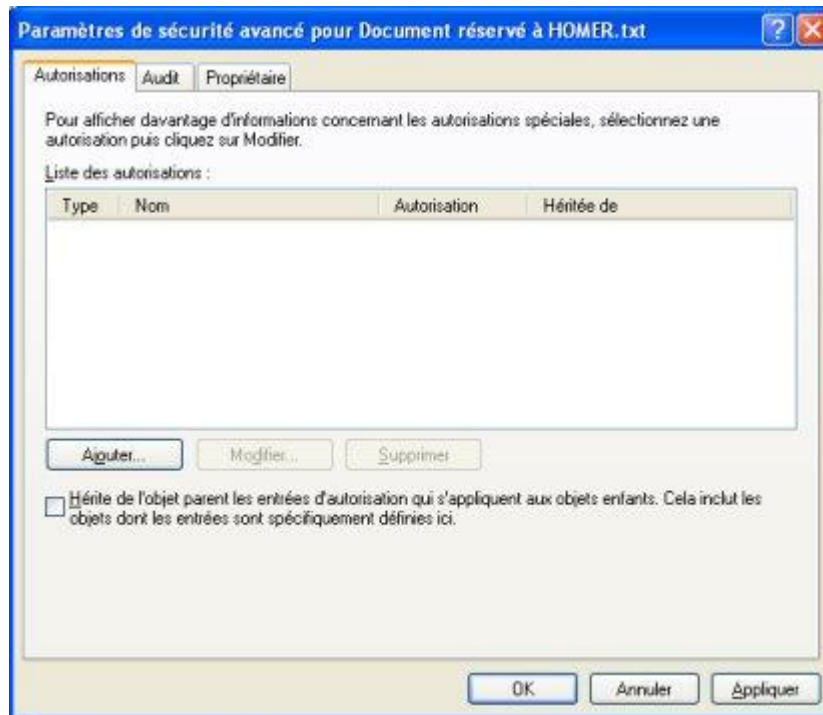 Paramètres de sécurité avancé pour Document réservé à HOMER.txt
Autorisations Audit Propriétaire
Pour afficher davantage d'informations concernant les autorisations spéciales, sélectionnez une
autorisation puis cliquez sur Modifier.
Liste des autorisations :
Type Nom Autorisation Héritée de
Ajouter... Modifier... Supprimer
Hérite de l'objet parent les entrées d'autorisation qui s'appliquent aux objets enfants. Cela inclut les
objets dont les entrées sont spécifiquement définies ici.
OK Annuler Appliquer